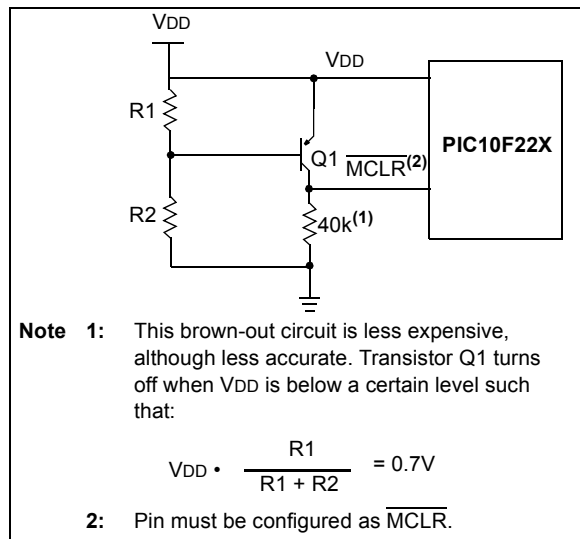 VDD
VDD
R1
Q1
MCLR(2)
PIC10F22X
R2
40k(1)
Note 1: This brown-out circuit is less expensive,
although less accurate. Transistor Q1 turns
off when VDD is below a certain level such
that:
VDD • R1 / R1 + R2 = 0.7V
2: Pin must be configured as MCLR.